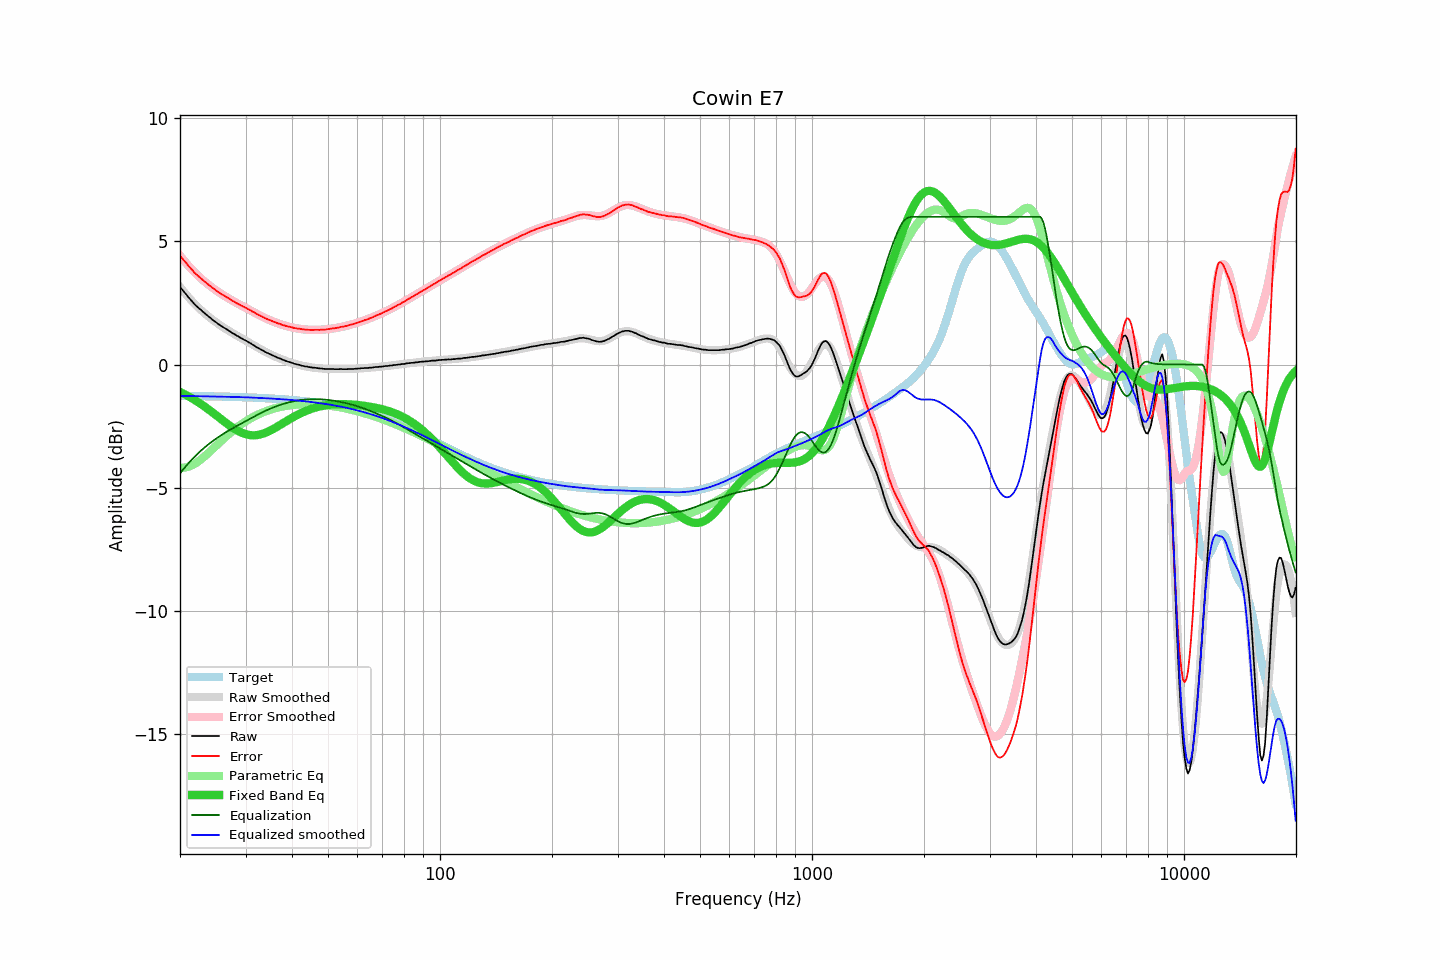 Cowin E7
10
5
0
−5
−10
−15
Amplitude (dBr)
Target
Raw Smoothed
Error Smoothed
Raw
Error
Parametric Eq
Fixed Band Eq
Equalization
Equalized smoothed
100
1000
10000
Frequency (Hz)